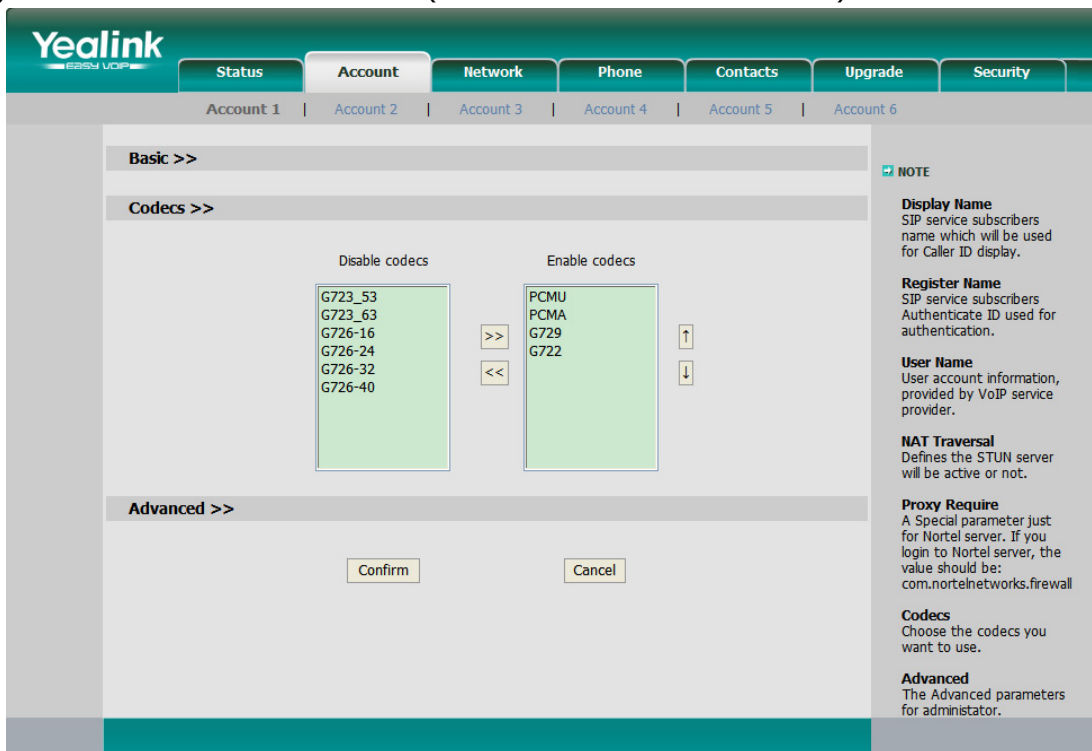 Yealink
EASY VOIP
Status Account Network Phone Contacts Upgrade Security
Account 1 | Account 2 | Account 3 | Account 4 | Account 5 | Account 6
Basic >>
Codecs >>
Disable codecs Enable codecs
G723_53
G723_63
G726-16
G726-24
G726-32
G726-40
>>
<<
PCMU
PCMA
G729
G722
↑
↓
Advanced >>
Confirm Cancel
NOTE
Display Name
SIP service subscribers
name which will be used
for Caller ID display.
Register Name
SIP service subscribers
Authenticate ID used for
authentication.
User Name
User account information,
provided by VoIP service
provider.
NAT Traversal
Defines the STUN server
will be active or not.
Proxy Require
A Special parameter just
for Nortel server. If you
login to Nortel server, the
value should be:
com.nortelnetworks.firewall
Codecs
Choose the codecs you
want to use.
Advanced
The Advanced parameters
for administator.